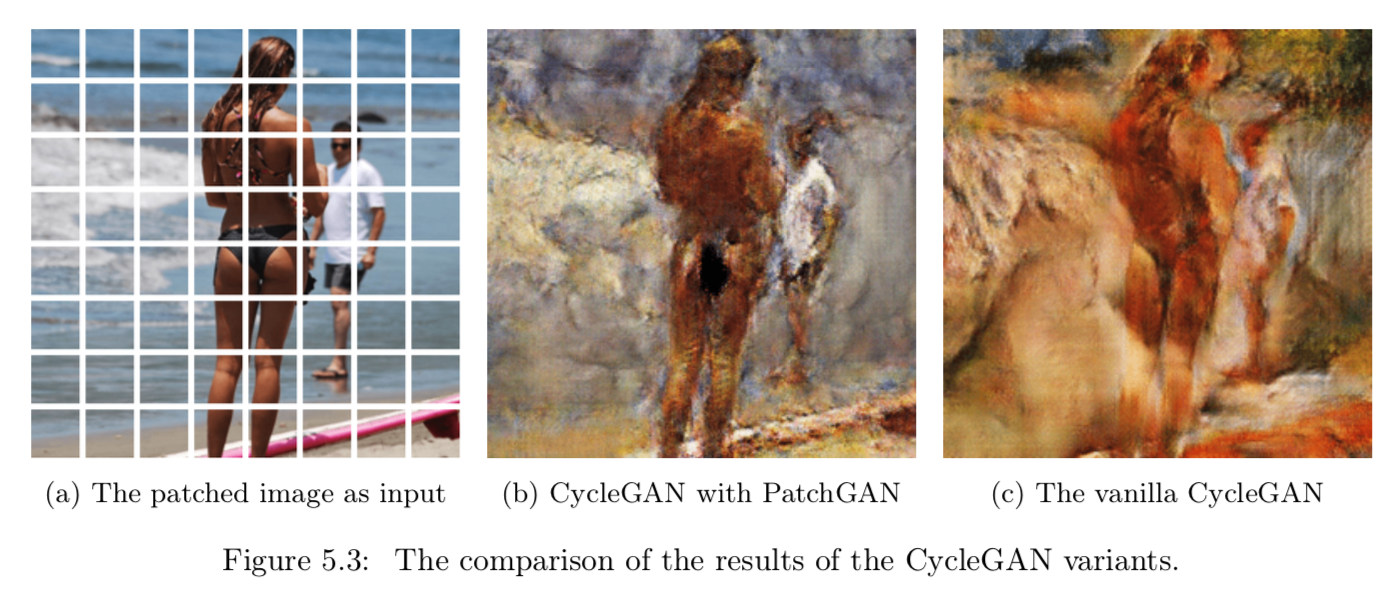 (a) The patched image as input
(b) CycleGAN with PatchGAN
(c) The vanilla CycleGAN
Figure 5.3: The comparison of the results of the CycleGAN variants.